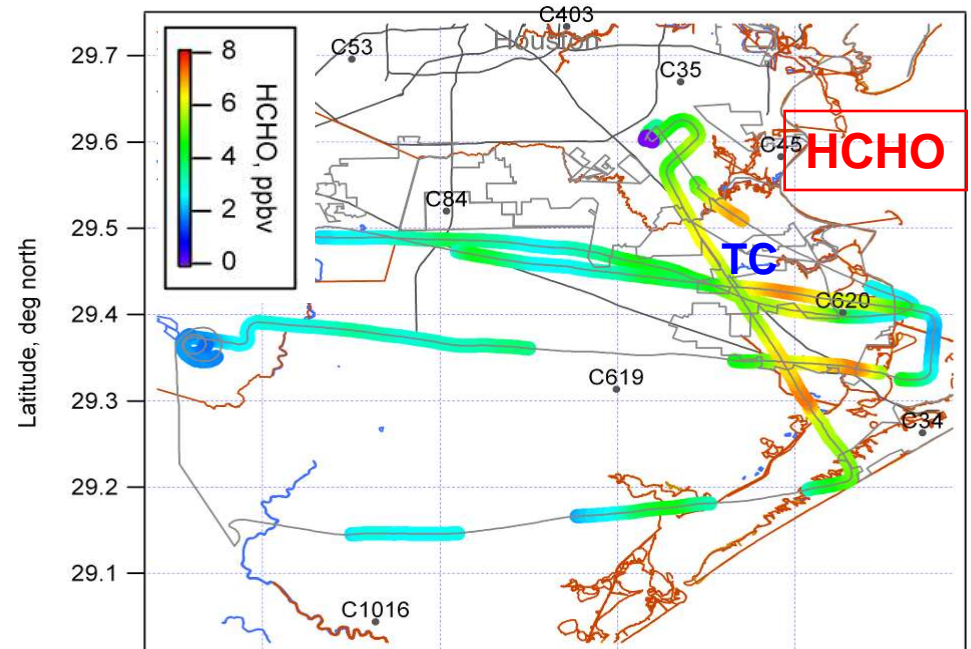 C403
Houston
29.7
C53
C35
8
6
4
2
0
HCHO, ppbv
29.6
C45
HCHO
C84
29.5
TC
C620
29.4
Latitude, deg north
C619
29.3
C34
29.2
29.1
C1016